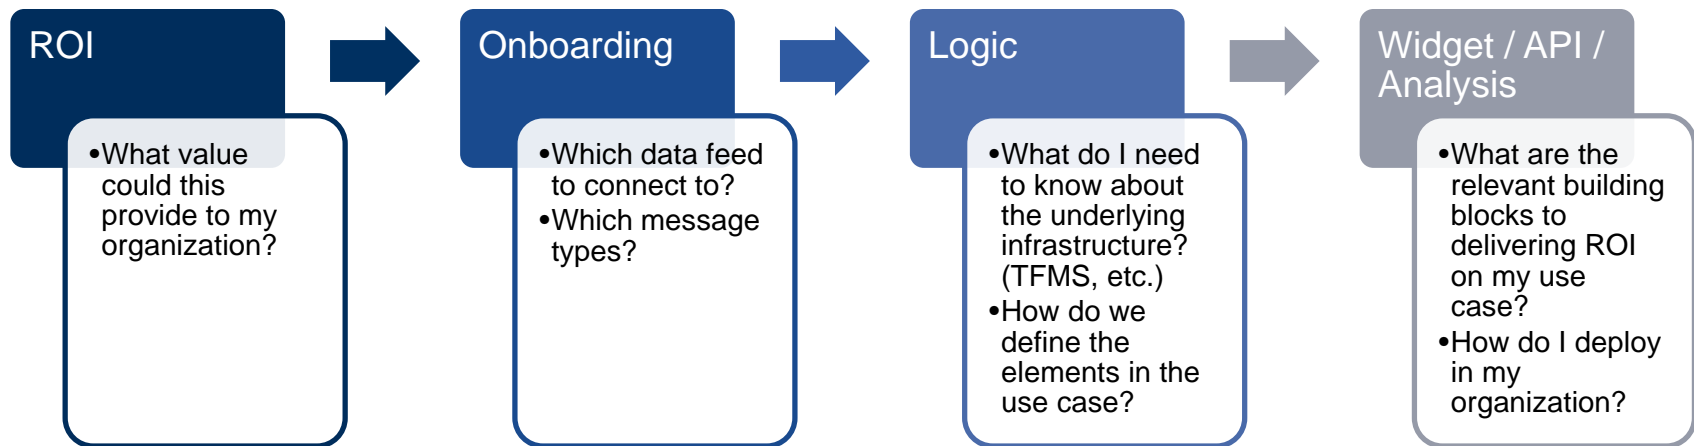 ROI
•What value
could this
provide to my
organization?
Onboarding
•Which data feed
to connect to?
•Which message
types?
Logic
•What do I need
to know about
the underlying
infrastructure?
(TFMS, etc.)
•How do we
define the
elements in the
use case?
Widget / API /
Analysis
•What are the
relevant building
blocks to
delivering ROI
on my use
case?
•How do I deploy
in my
organization?